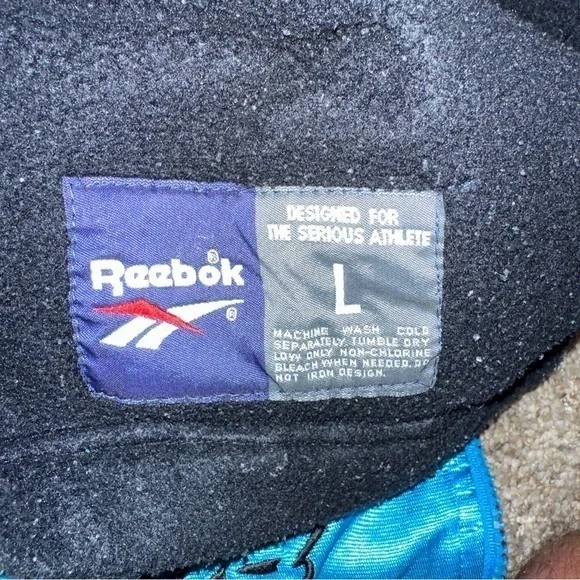 Reebok®
®
DESIGNED FOR
THE SERIOUS ATHLETE
L
MACHINE WASH COLD
SEPARATELY. TUMBLE DRY
LOW ONLY NON-CHLORINE
BLEACH WHEN NEEDED. DO
NOT IRON DESIGN.